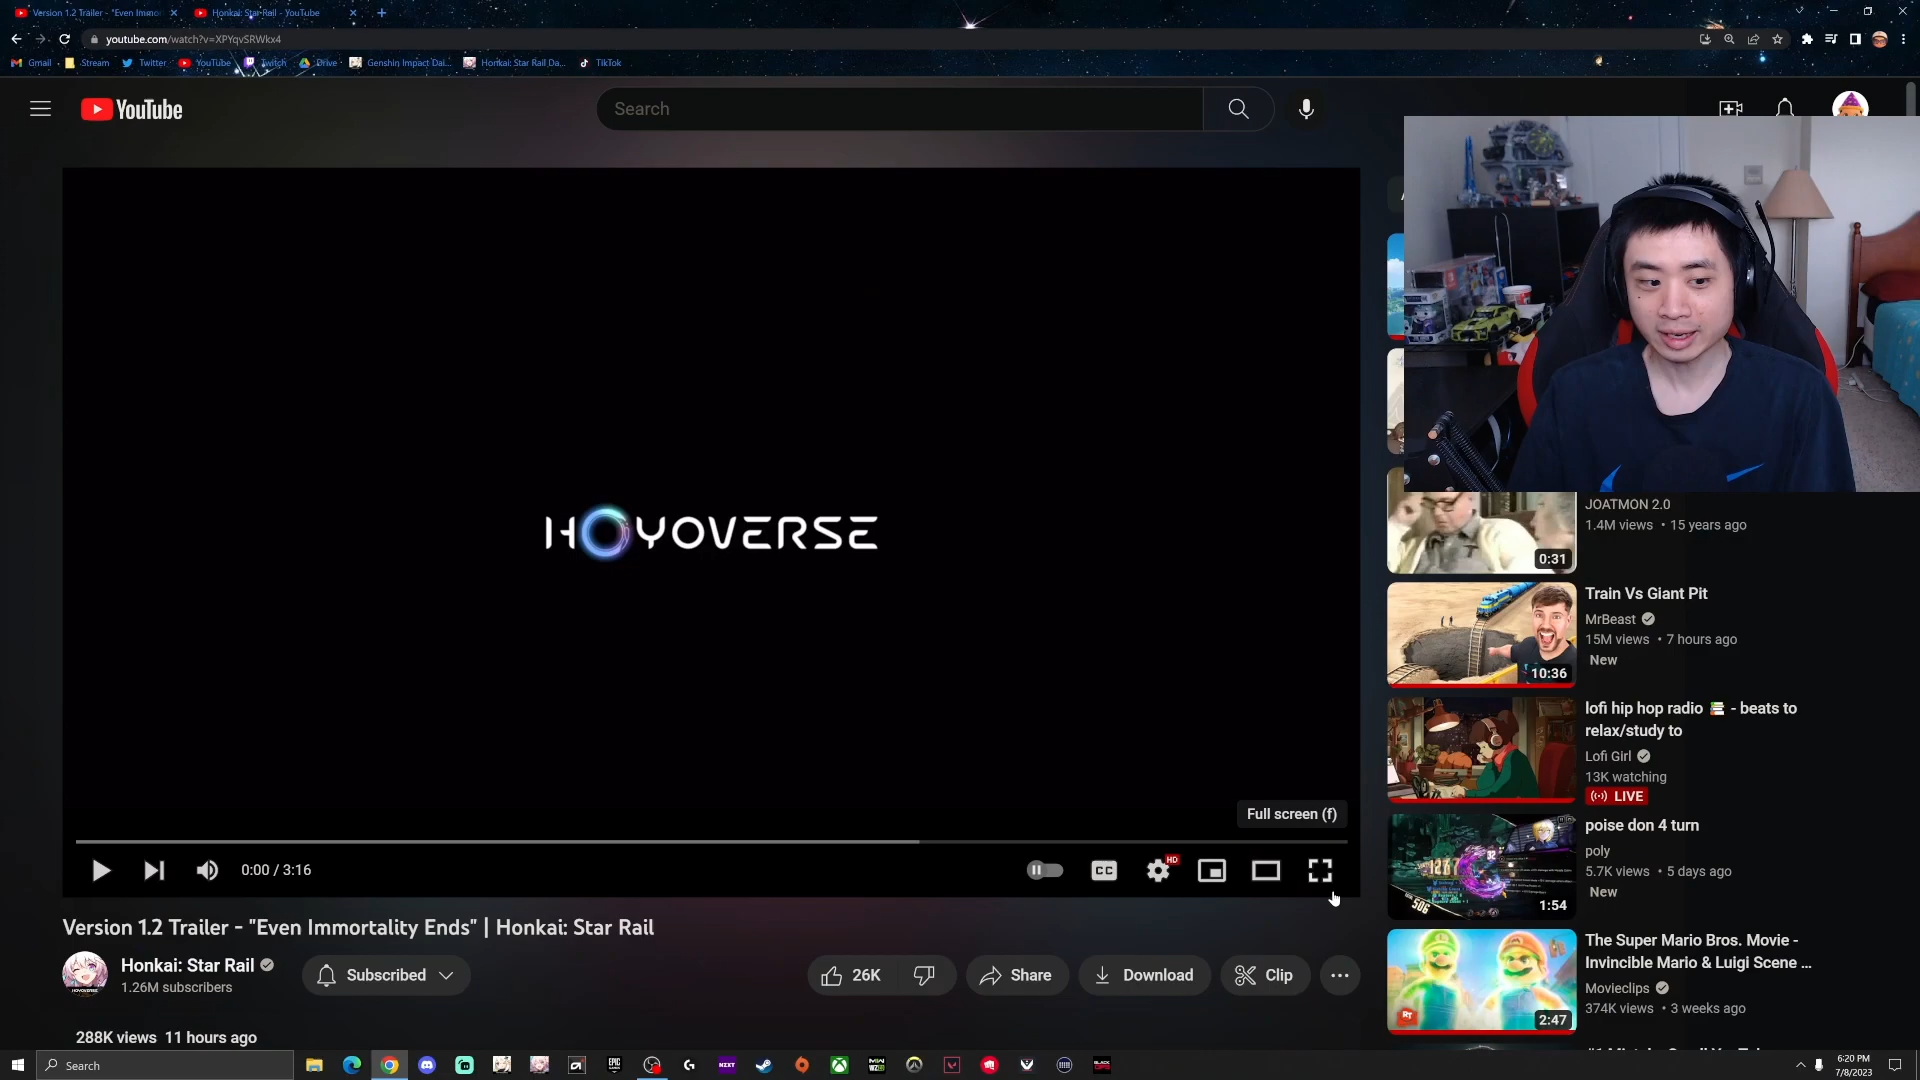 Version 1.2 Trailer - "Even Immo
Honkai: Star Rail - YouTube
youtube.com/watch?v=XPYqvSRWkx4
Gmail
Stream
Twitter
YouTube
Twitch
Drive
Genshin Impact Dai...
Honkai: Star Rail Da...
TikTok
YouTube
Search
HOYOVERSE
Full screen (f)
0:00 / 3:16
CC
HD
Version 1.2 Trailer - "Even Immortality Ends" | Honkai: Star Rail
Honkai: Star Rail
1.26M subscribers
Subscribed
26K
Share
Download
Clip
288K views 11 hours ago
JOATMON 2.0
1.4M views • 15 years ago
0:31
Train Vs Giant Pit
MrBeast
15M views • 7 hours ago
New
10:36
lofi hip hop radio 📚 - beats to
relax/study to
Lofi Girl
13K watching
LIVE
poise don 4 turn
poly
5.7K views • 5 days ago
New
1:54
The Super Mario Bros. Movie -
Invincible Mario & Luigi Scene ...
Movieclips
374K views • 3 weeks ago
2:47
RT
Search
EPIC
NZXT
6:20 PM
7/8/2023